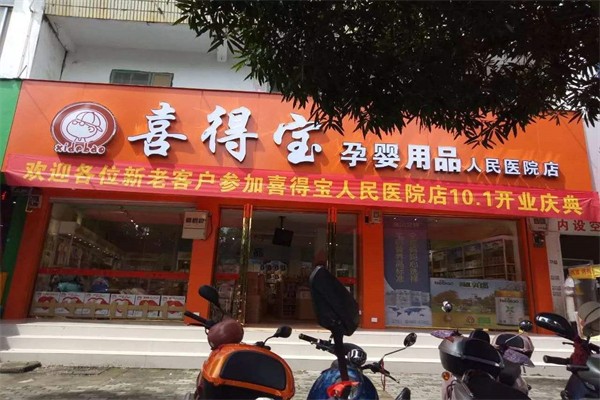 喜得宝 孕婴用品 人民医院店
xidebao
欢迎各位新老客户参加喜得宝人民医院店10.1开业庆典
内设空